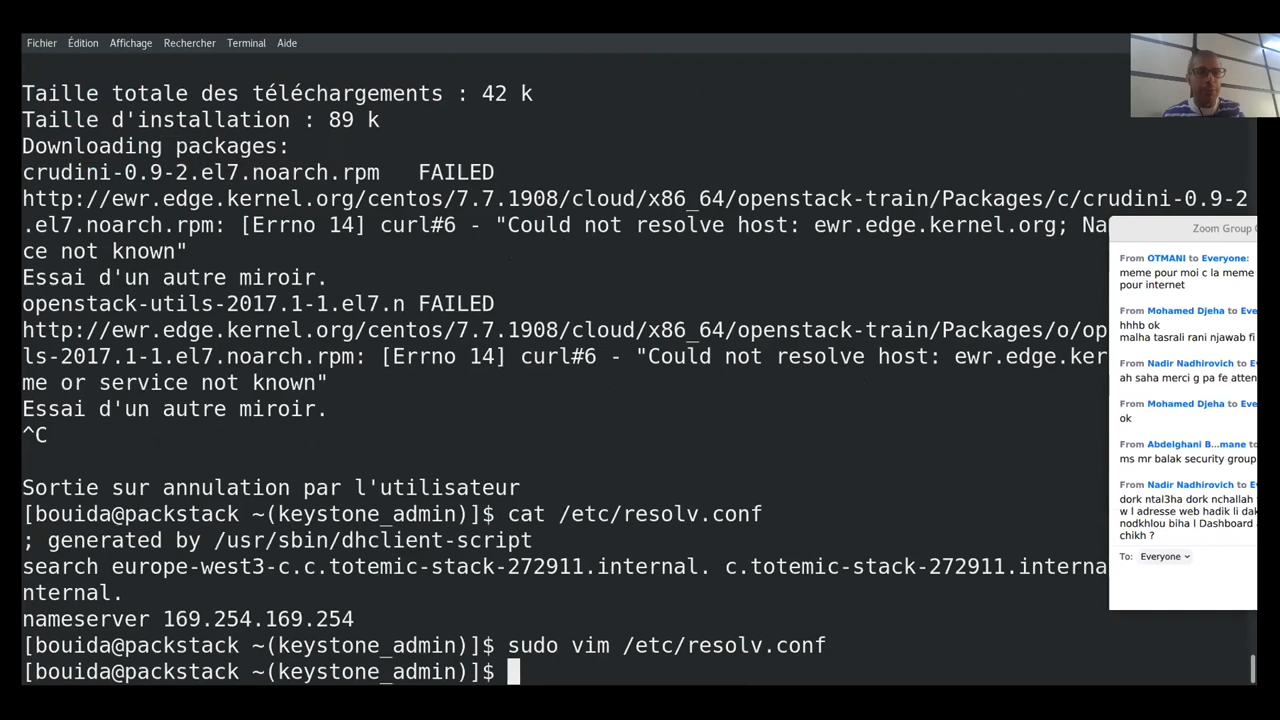 Fichier Édition Affichage Rechercher Terminal Aide
Taille totale des téléchargements : 42 k
Taille d'installation : 89 k
Downloading packages:
crudini-0.9-2.el7.noarch.rpm FAILED
http://ewr.edge.kernel.org/centos/7.7.1908/cloud/x86_64/openstack-train/Packages/c/crudini-0.9-2
.el7.noarch.rpm: [Errno 14] curl#6 - "Could not resolve host: ewr.edge.kernel.org; Na
ce not known"
Essai d'un autre miroir.
openstack-utils-2017.1-1.el7.n FAILED
http://ewr.edge.kernel.org/centos/7.7.1908/cloud/x86_64/openstack-train/Packages/o/op
ls-2017.1-1.el7.noarch.rpm: [Errno 14] curl#6 - "Could not resolve host: ewr.edge.ker
me or service not known"
Essai d'un autre miroir.
^C
Sortie sur annulation par l'utilisateur
[bouida@packstack ~(keystone_admin)]$ cat /etc/resolv.conf
; generated by /usr/sbin/dhclient-script
search europe-west3-c.c.totemic-stack-272911.internal. c.totemic-stack-272911.interna
nternal.
nameserver 169.254.169.254
[bouida@packstack ~(keystone_admin)]$ sudo vim /etc/resolv.conf
[bouida@packstack ~(keystone_admin)]$
Zoom Group
From OTMANI to Everyone:
meme pour moi c la meme
pour internet
From Mohamed Djeha to Eve
hhhb ok
malha tasrali rani njawab fi
From Nadir Nadhirovich to E
ah saha merci g pa fe atten
From Mohamed Djeha to Eve
ok
From Abdelghani B...mane to
ms mr balak security group
From Nadir Nadhirovich to E
dork ntal3ha dork nchallah
w l adresse web hadik li dak
nodkhlou biha l Dashboard
chikh ?
To: Everyone